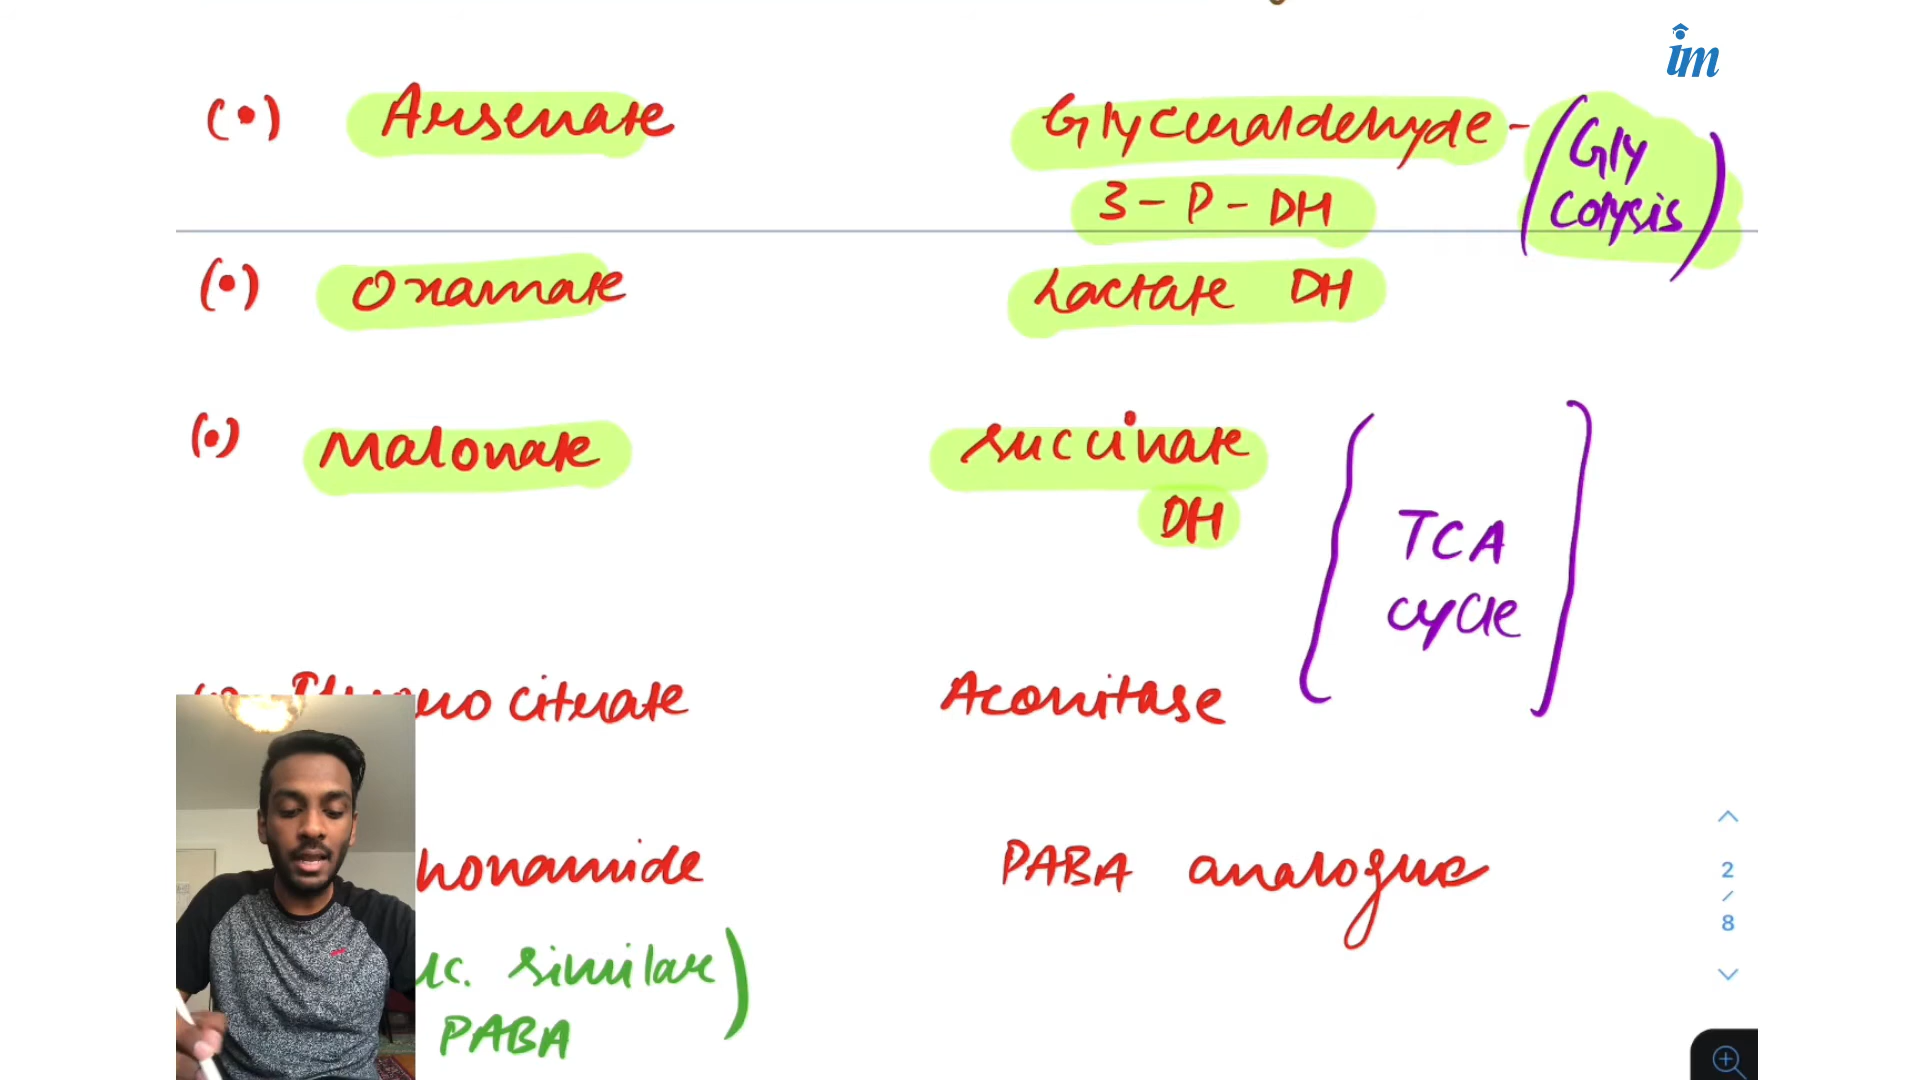 im
(•) Arsenate Glyceraldehyde - (Gly
3 - P - DH colysis)
(•) Oxamate Lactate DH
(•) Malonate succinate
DH
TCA
cycle
citrate Aconitase
honamide PABA analogue
2
8
similar)
PABA